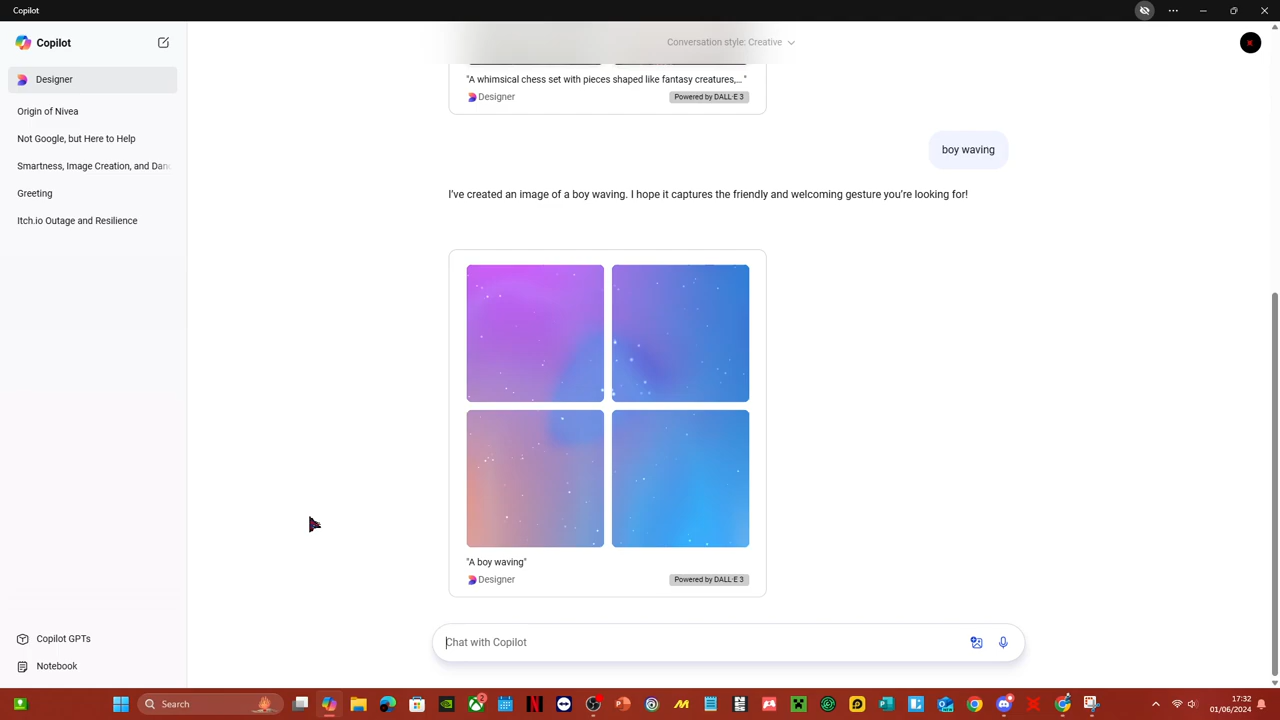 Copilot
Copilot
Conversation style: Creative
Designer
Origin of Nivea
Not Google, but Here to Help
Smartness, Image Creation, and Danc
Greeting
Itch.io Outage and Resilience
"A whimsical chess set with pieces shaped like fantasy creatures,… "
Designer
Powered by DALL·E 3
boy waving
I've created an image of a boy waving. I hope it captures the friendly and welcoming gesture you're looking for!
"A boy waving"
Designer
Powered by DALL·E 3
Chat with Copilot
Copilot GPTs
Notebook
Search
2
17:32
01/06/2024